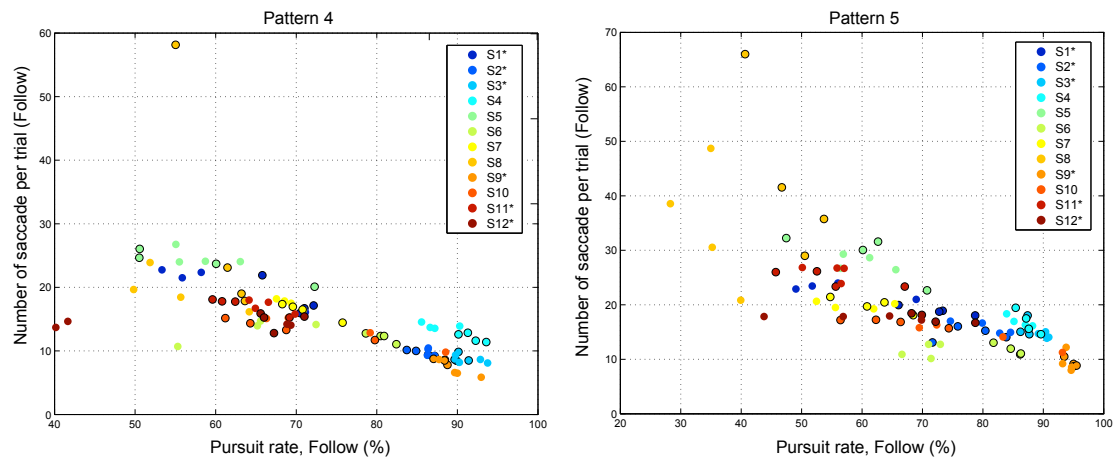 Pattern 4
Number of saccade per trial (Follow)
60
50
40
30
20
10
0
40
50
60
70
80
90
100
Pursuit rate, Follow (%)
S1*
S2*
S3*
S4
S5
S6
S7
S8
S9*
S10
S11*
S12*
Pattern 5
Number of saccade per trial (Follow)
70
60
50
40
30
20
10
0
20
30
40
50
60
70
80
90
100
Pursuit rate, Follow (%)
S1*
S2*
S3*
S4
S5
S6
S7
S8
S9*
S10
S11*
S12*